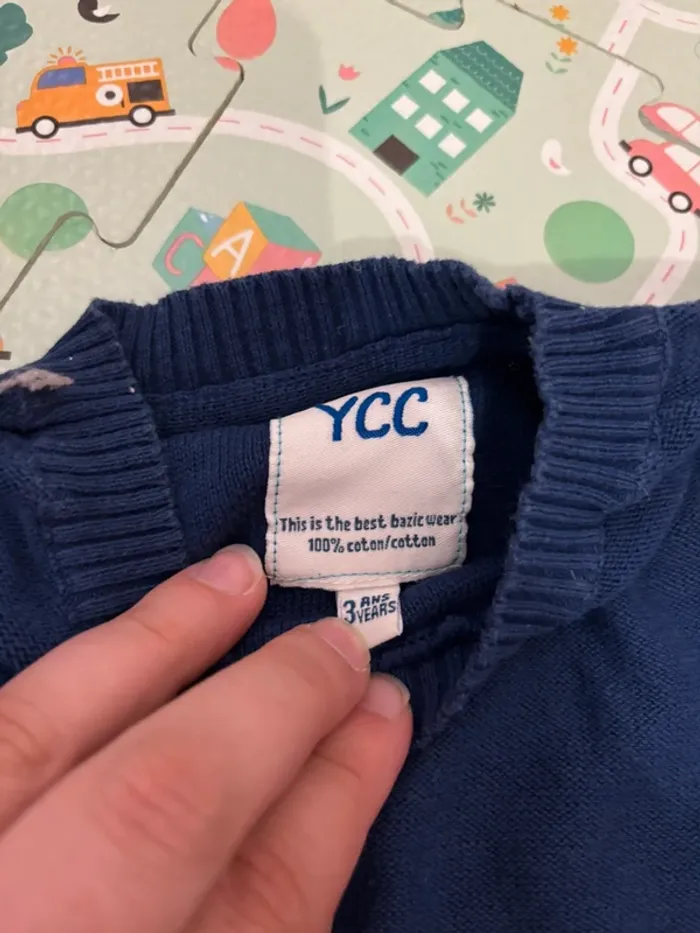 C A
YCC
This is the best bazic wear
100% coton/cotton
3 ANS
YEARS